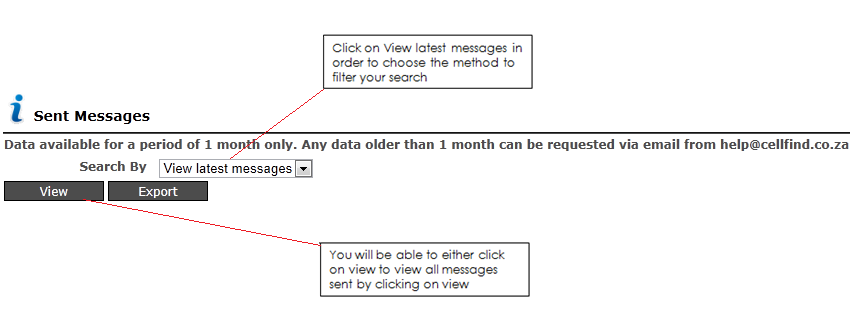 Click on View latest messages in
order to choose the method to
filter your search
i Sent Messages
Data available for a period of 1 month only. Any data older than 1 month can be requested via email from help@cellfind.co.za
Search By View latest messages
View Export
You will be able to either click
on view to view all messages
sent by clicking on view